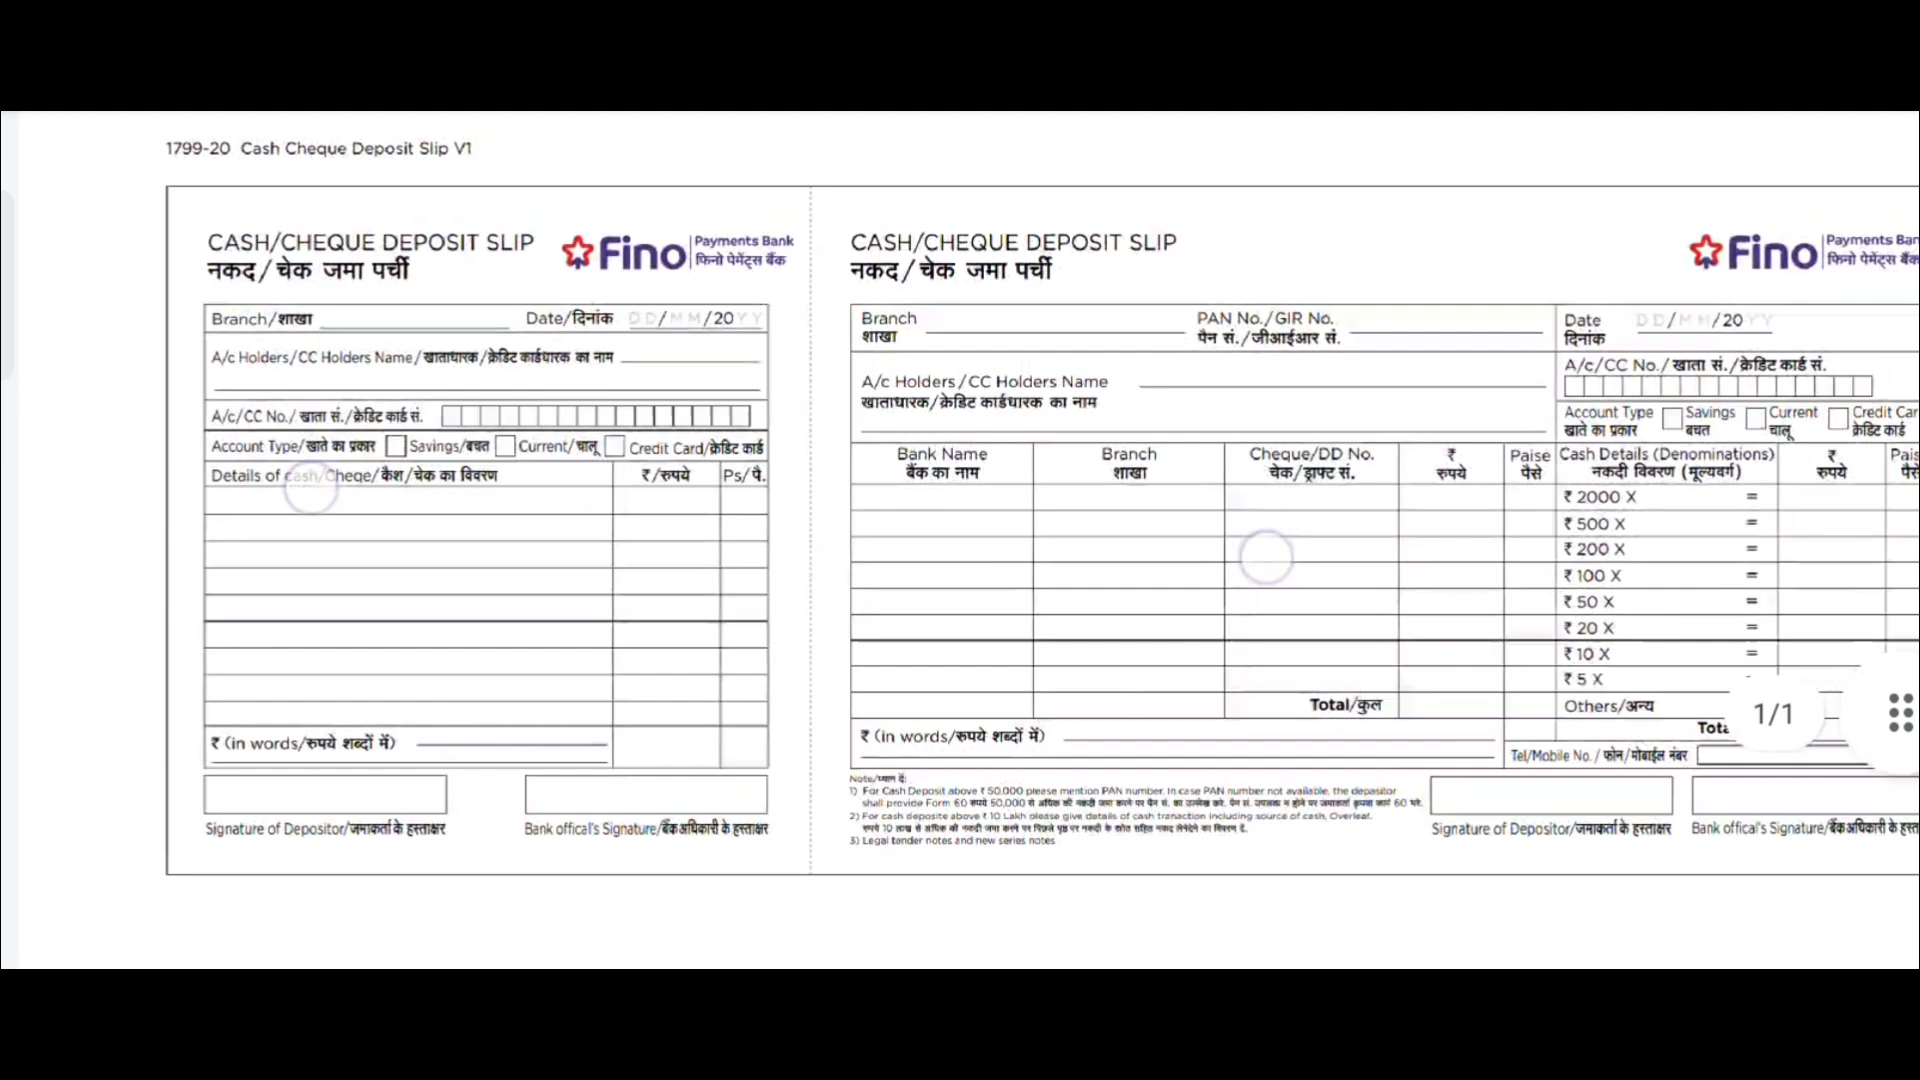 1799-20 Cash Cheque Deposit Slip V1
CASH/CHEQUE DEPOSIT SLIP
नकद/चेक जमा पर्ची
Fino Payments Bank
फिनो पेमेंट्स बैंक
Branch/शाखा Date/दिनांक DD/MM/20YY
A/c Holders/CC Holders Name/खाताधारक/क्रेडिट कार्डधारक का नाम
A/c/CC No./खाता सं./क्रेडिट कार्ड सं.
Account Type/खाते का प्रकार Savings/बचत Current/चालू Credit Card/क्रेडिट कार्ड
Details of cash/Cheqe/कैश/चेक का विवरण ₹/रुपये Ps/पै.
₹ (in words/रुपये शब्दों में)
Signature of Depositor/जमाकर्ता के हस्ताक्षर Bank offical's Signature/बैंक अधिकारी के हस्ताक्षर
CASH/CHEQUE DEPOSIT SLIP
नकद/चेक जमा पर्ची
Fino Payments Ban
फिनो पेमेंट्स बैंक
Branch PAN No./GIR No.
शाखा पैन सं./जीआईआर सं.
Date DD/MM/20YY
दिनांक
A/c Holders/CC Holders Name
खाताधारक/क्रेडिट कार्डधारक का नाम
A/c/CC No./खाता सं./क्रेडिट कार्ड सं.
Account Type Savings Current Credit Car
खाते का प्रकार बचत चालू क्रेडिट कार्ड
Bank Name Branch Cheque/DD No. ₹ Paise Cash Details (Denominations) ₹ Pais
बैंक का नाम शाखा चेक/ड्राफ्ट सं. रुपये पैसे नकदी विवरण (मूल्यवर्ग) रुपये पैसे
₹ 2000 X =
₹ 500 X =
₹ 200 X =
₹ 100 X =
₹ 50 X =
₹ 20 X =
₹ 10 X =
₹ 5 X
Total/कुल Others/अन्य
1/1
Tota
₹ (in words/रुपये शब्दों में)
Tel/Mobile No./फोन/मोबाईल नंबर
Note/ध्यान दें:
1) For Cash Deposit above ₹ 50,000 please mention PAN number. In case PAN number not available, the depositor
shall provide Form 60 रुपये 50,000 से अधिक की नकदी जमा करने पर पैन सं. का उल्लेख करे. पैन सं. उपलब्ध न होने पर जमाकर्ता कृपया फार्म 60 भरे.
2) For cash deposite above ₹ 10 Lakh please give details of cash tranaction including source of cash, Overleaf.
रुपये 10 लाख से अधिक की नकदी जमा करने पर पिछले पृष्ठ पर नकदी के स्रोत सहित नकद लेनदेन का विवरण दें.
3) Legal tender notes and new series notes
Signature of Depositor/जमाकर्ता के हस्ताक्षर Bank offical's Signature/बैंक अधिकारी के हस्ता